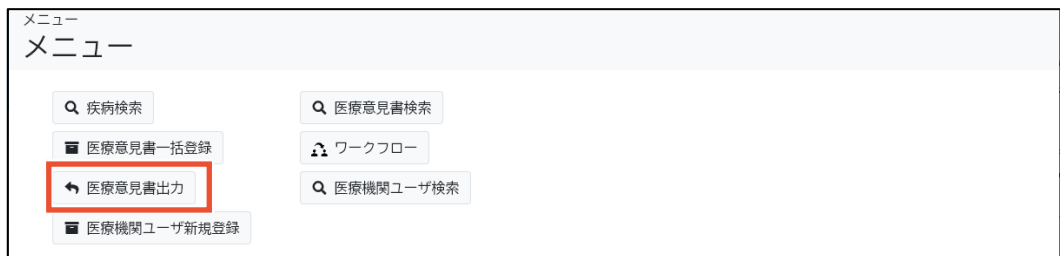 メニュー
メニュー
疾病検索
医療意見書検索
医療意見書一括登録
ワークフロー
医療意見書出力
医療機関ユーザ検索
医療機関ユーザ新規登録